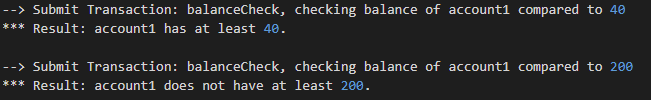 --> Submit Transaction: balanceCheck, checking balance of account1 compared to 40
*** Result: account1 has at least 40.
--> Submit Transaction: balanceCheck, checking balance of account1 compared to 200
*** Result: account1 does not have at least 200.